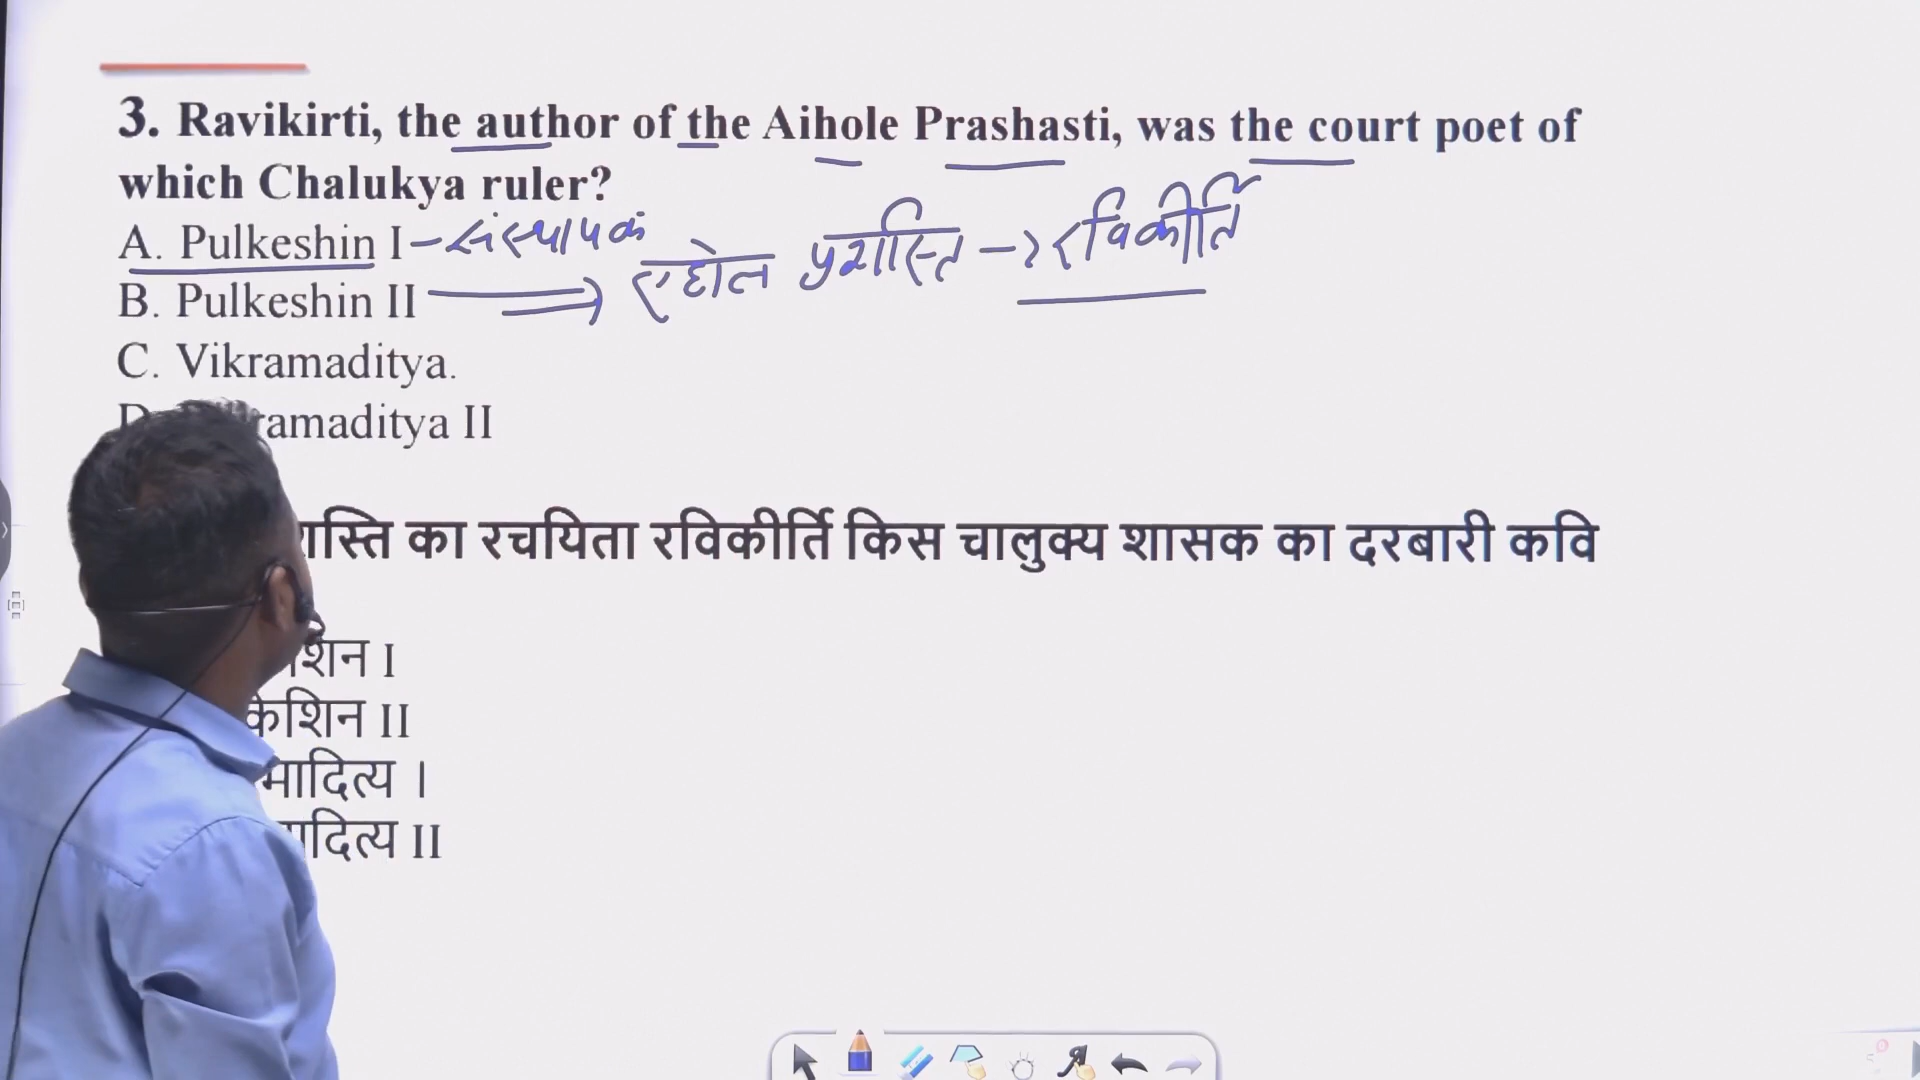 3. Ravikirti, the author of the Aihole Prashasti, was the court poet of
which Chalukya ruler?
A. Pulkeshin I – संस्थापक
B. Pulkeshin II ⟹ एहोल प्रशस्ति → रविकीर्ति
C. Vikramaditya.
D. ramaditya II
शस्ति का रचयिता रविकीर्ति किस चालुक्य शासक का दरबारी कवि
शिन I
केशिन II
मादित्य I
ादित्य II